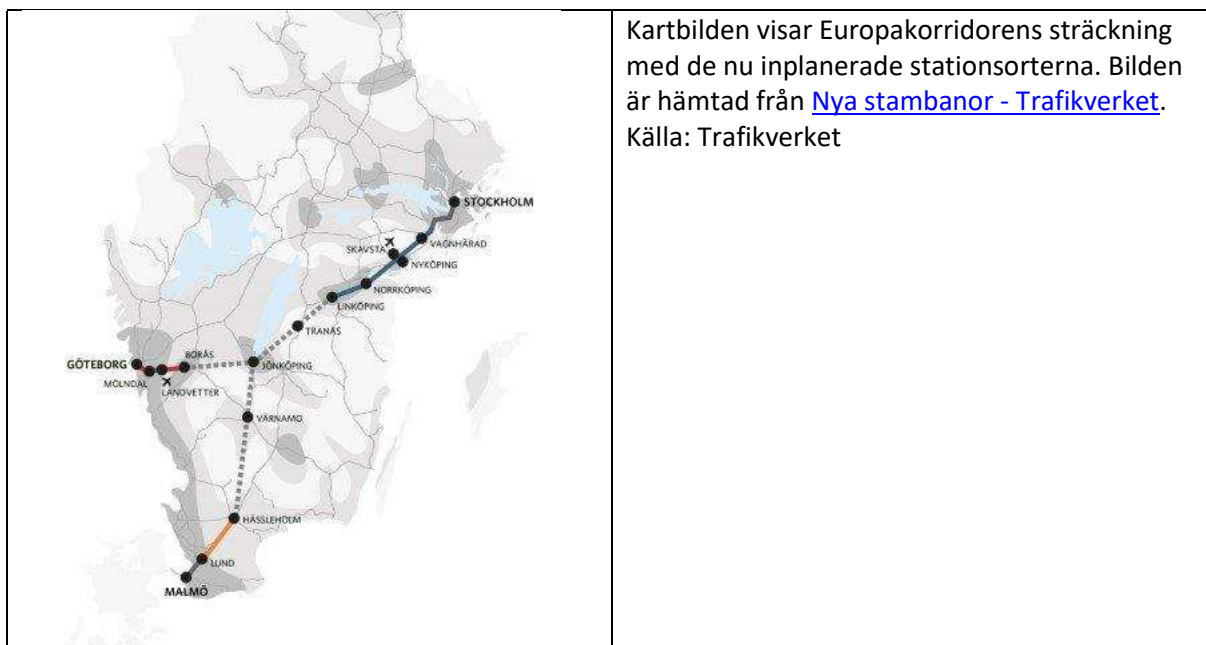 STOCKHOLM
VAGNHÄRAD
SKAVSTA
NYKÖPING
NORRKÖPING
LINKÖPING
TRANÅS
GÖTEBORG
BORÅS
JÖNKÖPING
MÖLNDAL
LANDVETTER
VÄRNAMO
HÄSSLEHOLM
LUND
MALMÖ
Kartbilden visar Europakorridorens sträckning
med de nu inplanerade stationsorterna. Bilden
är hämtad från Nya stambanor - Trafikverket.
Källa: Trafikverket